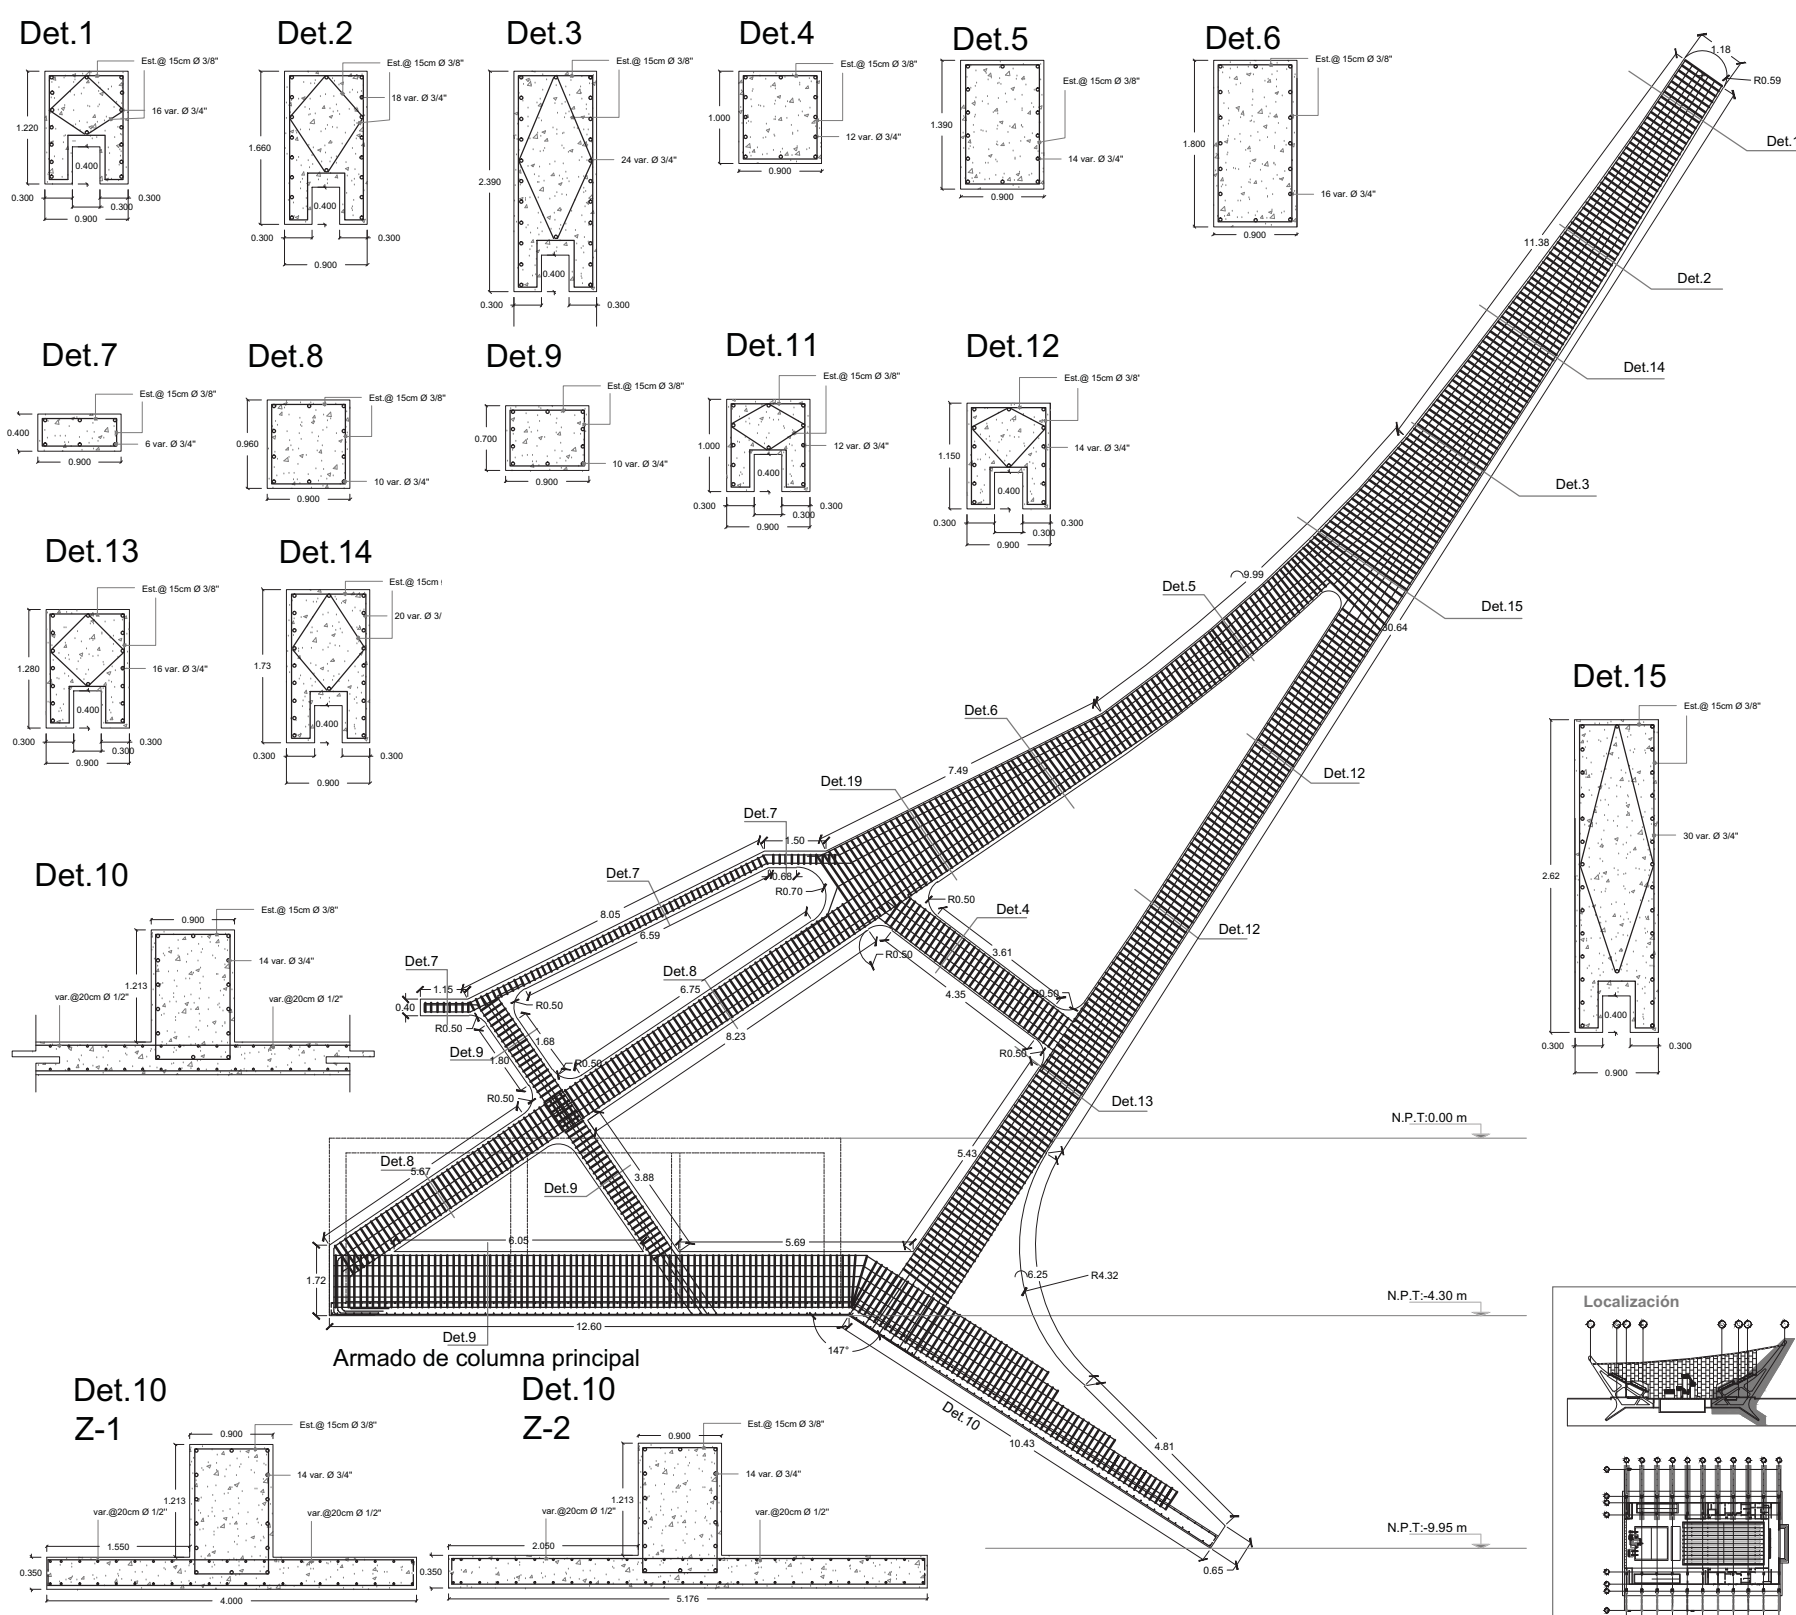 Det.1
Est.@ 15cm Ø 3/8"
16 var. Ø 3/4"
1.220
0.400
0.300
0.300
0.300
0.900
Det.2
Est.@ 15cm Ø 3/8"
18 var. Ø 3/4"
1.660
0.400
0.300
0.300
0.900
Det.3
Est.@ 15cm Ø 3/8"
24 var. Ø 3/4"
2.390
0.400
0.300
0.300
Det.4
Est.@ 15cm Ø 3/8"
1.000
12 var. Ø 3/4"
0.900
Det.5
Est.@ 15cm Ø 3/8"
1.390
14 var. Ø 3/4"
0.900
Det.6
Est.@ 15cm Ø 3/8"
1.800
16 var. Ø 3/4"
0.900
Det.7
Est.@ 15cm Ø 3/8"
0.400
6 var. Ø 3/4"
0.900
Det.8
Est.@ 15cm Ø 3/8"
0.960
10 var. Ø 3/4"
0.900
Det.9
Est.@ 15cm Ø 3/8"
0.700
10 var. Ø 3/4"
0.900
Det.11
Est.@ 15cm Ø 3/8"
1.000
12 var. Ø 3/4"
0.400
0.300
0.300
0.300
0.900
Det.12
Est.@ 15cm Ø 3/8"
1.150
14 var. Ø 3/4"
0.400
0.300
0.300
0.300
0.900
Det.13
Est.@ 15cm Ø 3/8"
1.280
16 var. Ø 3/4"
0.400
0.300
0.300
0.300
0.900
Det.14
Est.@ 15cm
20 var. Ø 3/
1.73
0.400
0.300
0.300
0.900
Det.15
Est.@ 15cm Ø 3/8"
30 var. Ø 3/4"
2.62
0.400
0.300
0.300
0.900
Det.10
0.900
Est.@ 15cm Ø 3/8"
14 var. Ø 3/4"
1.213
var.@20cm Ø 1/2"
var.@20cm Ø 1/2"
1.18
R0.59
Det.1
11.38
Det.2
Det.14
Det.3
9.99
Det.5
Det.15
30.64
Det.6
Det.12
7.49
Det.19
Det.7
1.50
0.68
R0.70
Det.7
8.05
6.59
R0.50
Det.4
Det.12
3.61
R0.50
4.35
R0.50
Det.7
1.15
0.40
Det.8
6.75
8.23
R0.50
R0.50
1.68
Det.9
1.80
R0.50
R0.50
R0.50
Det.13
N.P.T:0.00 m
5.43
Det.8
5.67
Det.9
3.88
6.05
5.69
1.72
6.25
R4.32
N.P.T:-4.30 m
12.60
Det.9
147°
Armado de columna principal
Det.10
10.43
4.81
N.P.T:-9.95 m
0.65
Det.10
Z-1
0.900
Est.@ 15cm Ø 3/8"
14 var. Ø 3/4"
1.213
var.@20cm Ø 1/2"
var.@20cm Ø 1/2"
1.550
0.350
4.000
Det.10
Z-2
0.900
Est.@ 15cm Ø 3/8"
14 var. Ø 3/4"
1.213
var.@20cm Ø 1/2"
var.@20cm Ø 1/2"
2.050
0.350
5.176
Localización